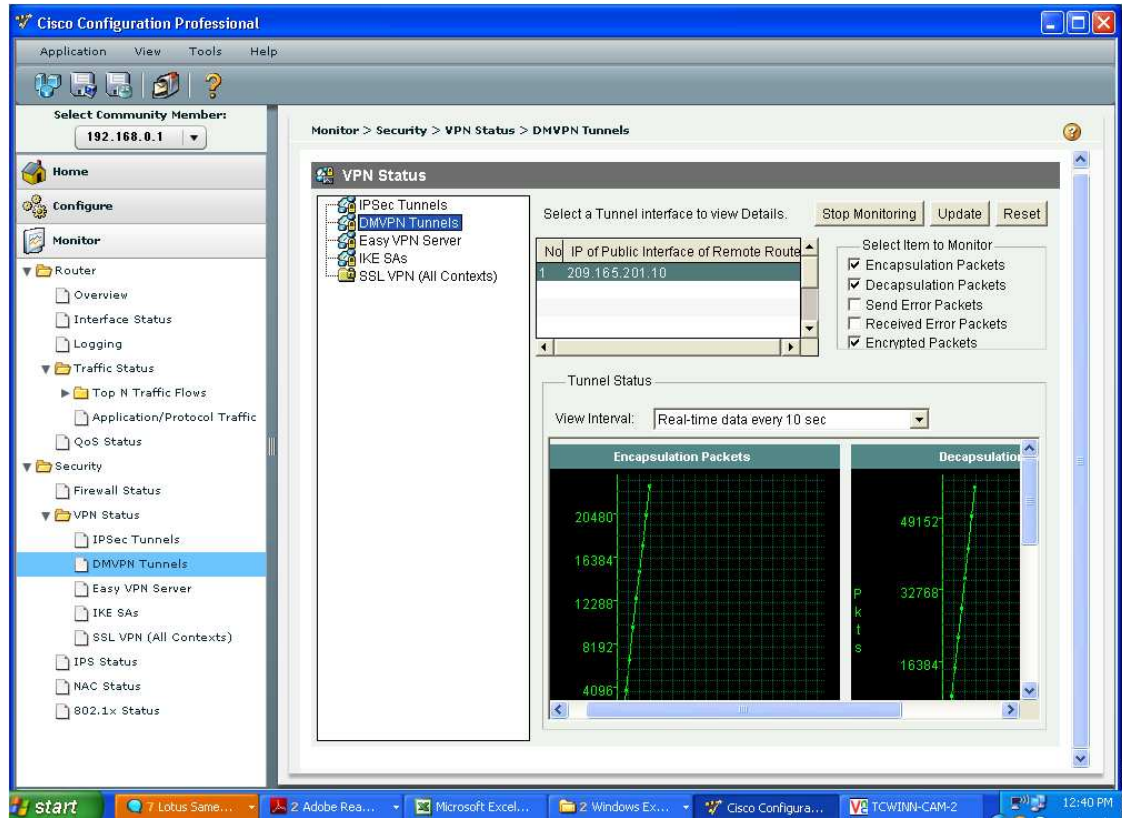 Cisco Configuration Professional
Application View Tools Help
Select Community Member:
192.168.0.1
Home
Configure
Monitor
Router
Overview
Interface Status
Logging
Traffic Status
Top N Traffic Flows
Application/Protocol Traffic
QoS Status
Security
Firewall Status
VPN Status
IPSec Tunnels
DMVPN Tunnels
Easy VPN Server
IKE SAs
SSL VPN (All Contexts)
IPS Status
NAC Status
802.1x Status
Monitor > Security > VPN Status > DMVPN Tunnels
VPN Status
IPSec Tunnels
DMVPN Tunnels
Easy VPN Server
IKE SAs
SSL VPN (All Contexts)
Select a Tunnel interface to view Details.
Stop Monitoring Update Reset
No IP of Public Interface of Remote Route
1 209.165.201.10
Select Item to Monitor
Encapsulation Packets
Decapsulation Packets
Send Error Packets
Received Error Packets
Encrypted Packets
Tunnel Status
View Interval: Real-time data every 10 sec
Encapsulation Packets
20480
16384
12288
8192
4096
Decapsulation
Pkts
49152
32768
16384
start
7 Lotus Same...
2 Adobe Rea...
Microsoft Excel...
2 Windows Ex...
Cisco Configura...
TCWINN-CAM-2
12:40 PM